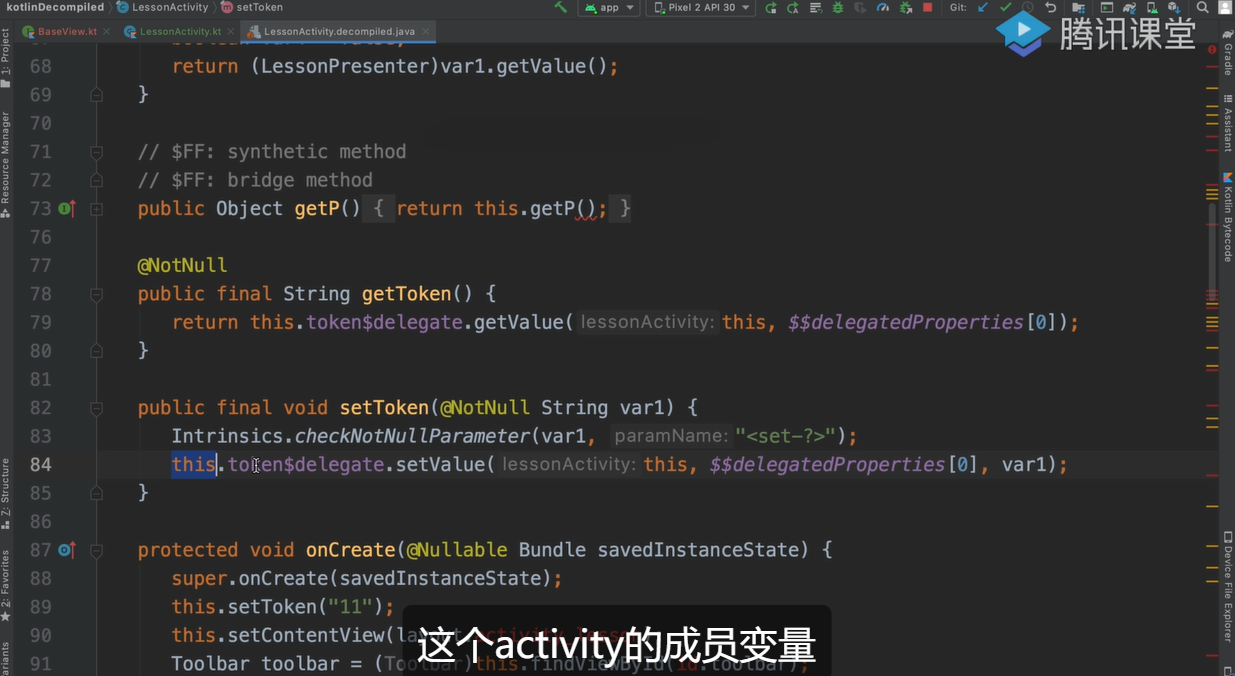 kotlinDecompiled LessonActivity setToken app Pixel 2 API 30 Git:
BaseView.kt LessonActivity.kt LessonActivity.decompiled.java
腾讯课堂
68 return (LessonPresenter)var1.getValue();
69 }
70
71 // $FF: synthetic method
72 // $FF: bridge method
73 public Object getP() { return this.getP(); }
76
77 @NotNull
78 public final String getToken() {
79 return this.token$delegate.getValue( lessonActivity: this, $$delegatedProperties[0]);
80 }
81
82 public final void setToken(@NotNull String var1) {
83 Intrinsics.checkNotNullParameter(var1, paramName: "<set-?>");
84 this.token$delegate.setValue( lessonActivity: this, $$delegatedProperties[0], var1);
85 }
86
87 protected void onCreate(@Nullable Bundle savedInstanceState) {
88 super.onCreate(savedInstanceState);
89 this.setToken("11");
90 this.setContentView(
91 Toolbar toolbar = (Toolbar)this.findViewById(id.toolbar);
这个activity的成员变量
1: Project
Resource Manager
7: Structure
2: Favorites
Gradle
Assistant
Kotlin Bytecode
Device File Explorer